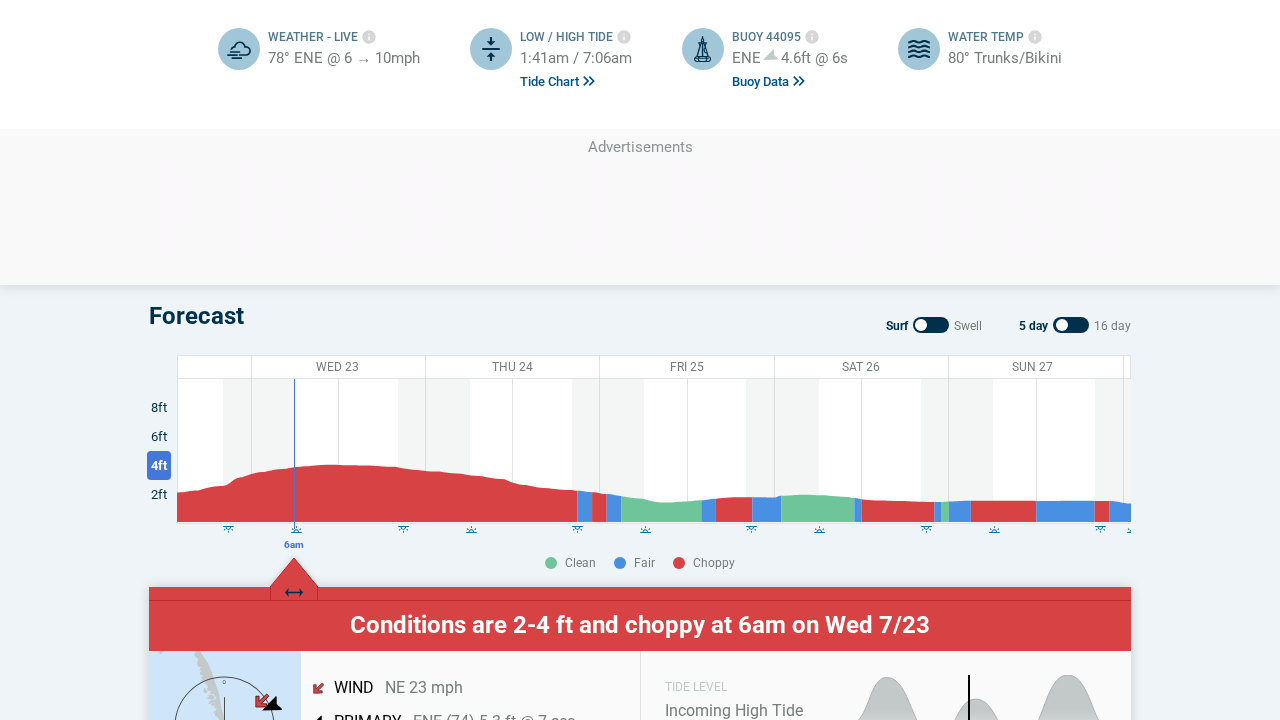 WEATHER - LIVE
78° ENE @ 6 → 10mph
LOW / HIGH TIDE
1:41am / 7:06am
Tide Chart
BUOY 44095
ENE 4.6ft @ 6s
Buoy Data
WATER TEMP
80° Trunks/Bikini
Advertisements
Forecast
Surf Swell 5 day 16 day
WED 23 THU 24 FRI 25 SAT 26 SUN 27
8ft
6ft
4ft
2ft
6am
Clean Fair Choppy
Conditions are 2-4 ft and choppy at 6am on Wed 7/23
WIND NE 23 mph
PRIMARY ENE (74) 5.3 ft @ 7 sec
TIDE LEVEL
Incoming High Tide